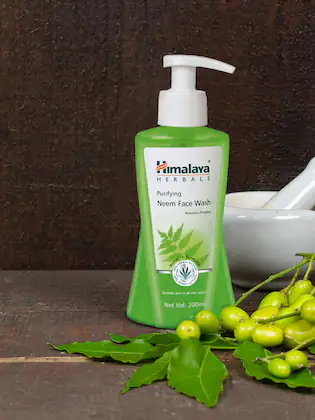 Himalaya
HERBALS
Purifying
Neem Face Wash
Prevents Pimples
Net Vol: 200ml